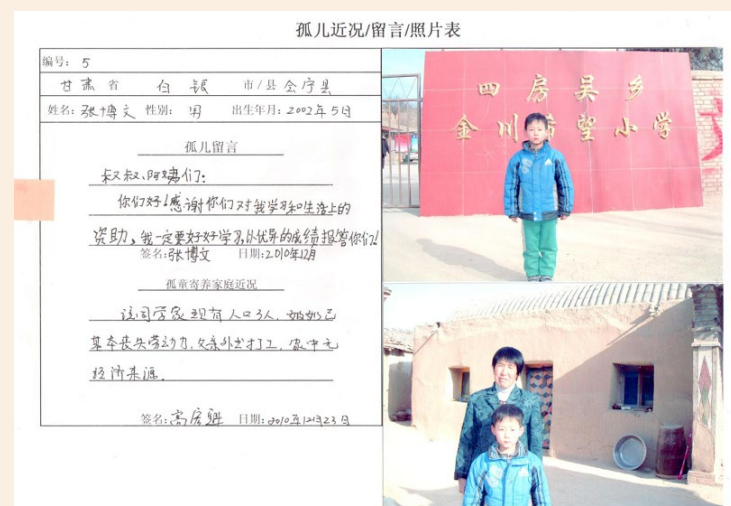 孤儿近况/留言/照片表
编号: 5
甘肃 省 白银 市/县 会宁县
姓名: 张博文 性别: 男 出生年月: 2002年5日
孤儿留言
叔叔、阿姨们:
你们好!感谢你们对我学习和生活上的
资助。我一定要好好学习,以优异的成绩报答你们!
签名:张博文 日期:2010年12月
孤童寄养家庭近况
该同学家现有人口3人,奶奶已
基本丧失劳动力,父亲外出打工,家中无
经济来源.
签名:高 日期:2010年12月23日
四房吴乡
金川希望小学